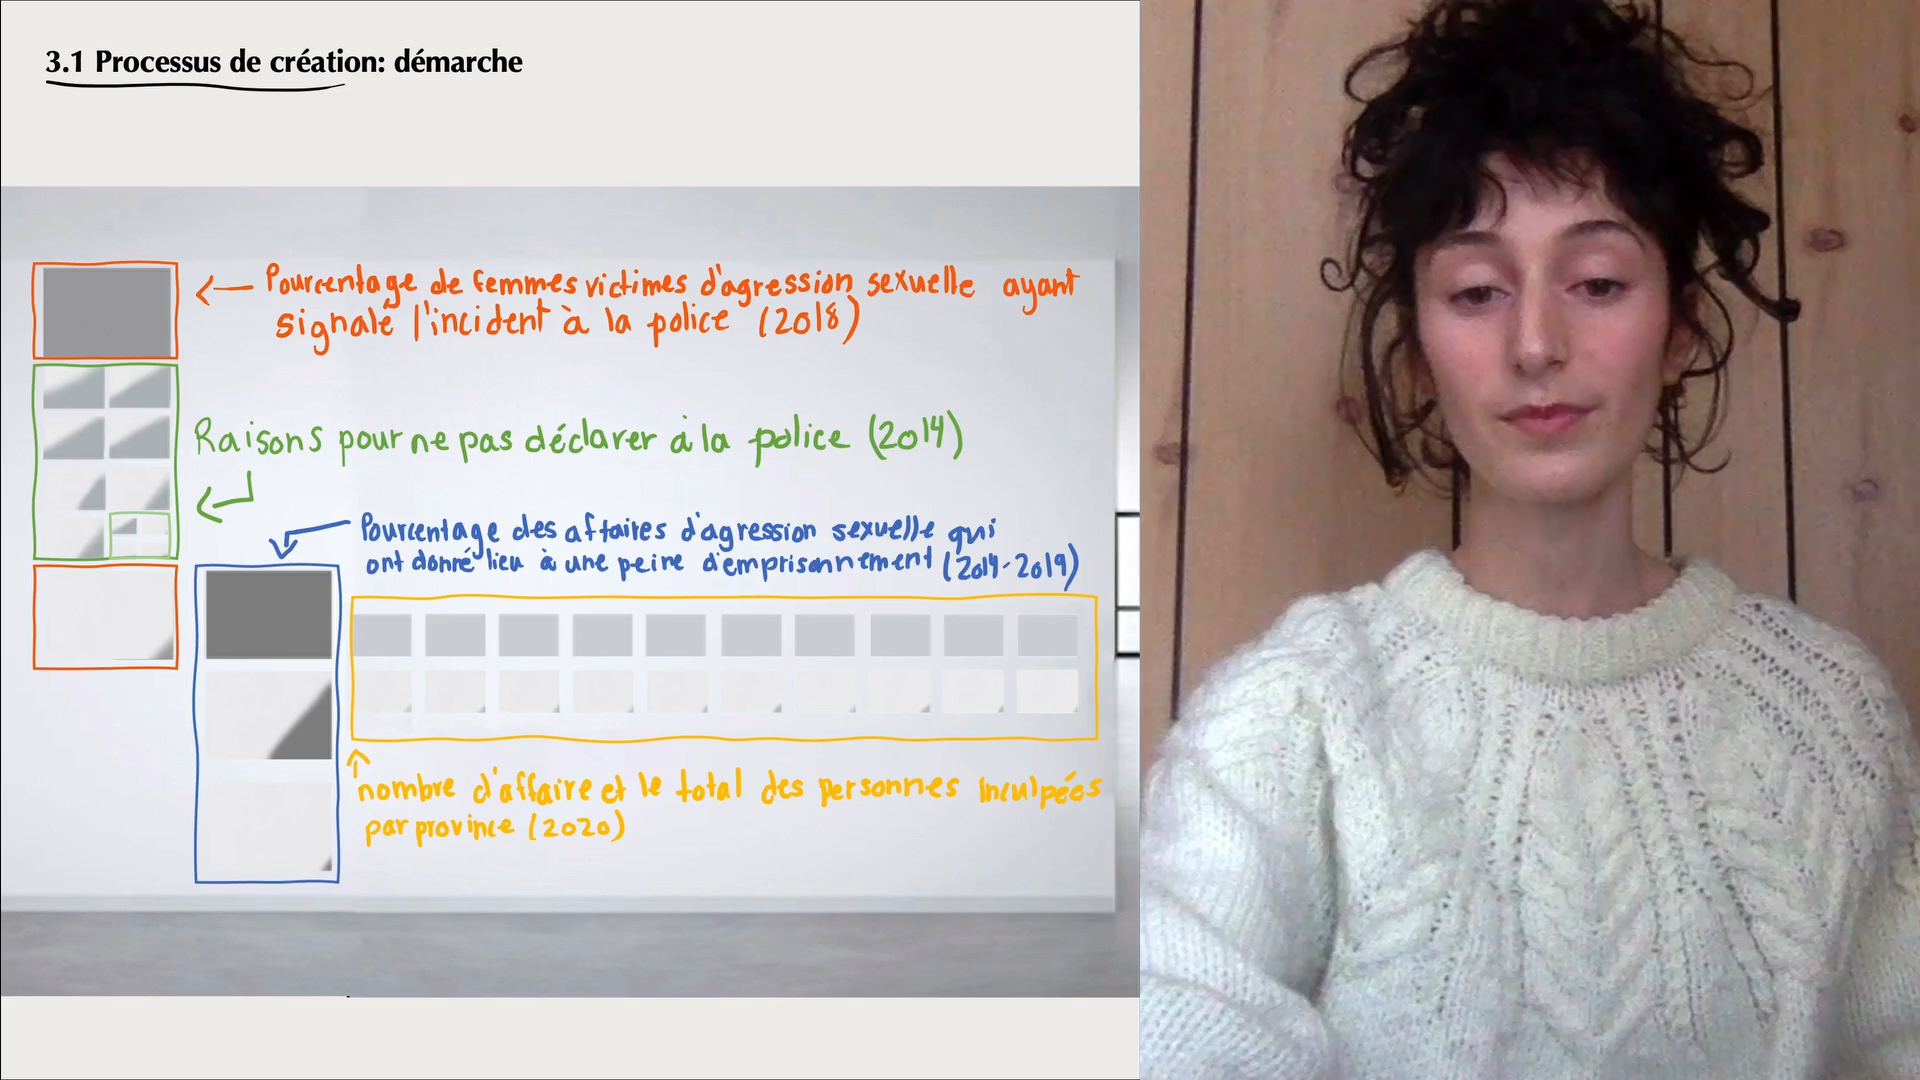 3.1 Processus de création: démarche
Pourcentage de femmes victimes d'agression sexuelle ayant
signalé l'incident à la police (2018)
Raisons pour ne pas déclarer à la police (2014)
Pourcentage des affaires d'agression sexuelle qui
ont donné lieu à une peine d'emprisonnement (2014-2019)
nombre d'affaire et le total des personnes inculpées
par province (2020)